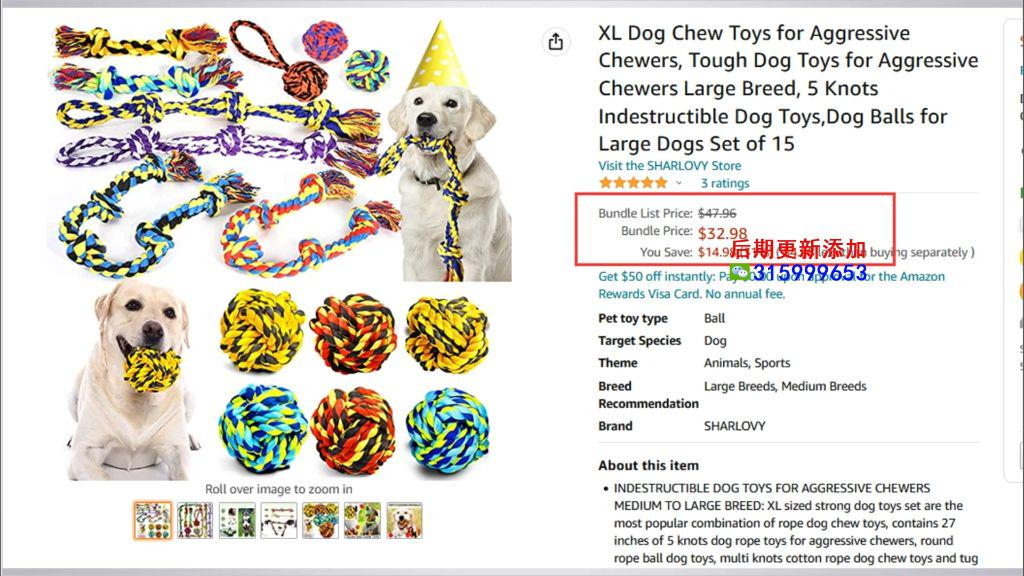 XL Dog Chew Toys for Aggressive
Chewers, Tough Dog Toys for Aggressive
Chewers Large Breed, 5 Knots
Indestructible Dog Toys,Dog Balls for
Large Dogs Set of 15
Visit the SHARLOVY Store
3 ratings
Bundle List Price: $47.96
Bundle Price: $32.98
You Save: $14.98 buying separately )
后期更新添加
315999653
Get $50 off instantly: Pay upon approval for the Amazon
Rewards Visa Card. No annual fee.
Pet toy type Ball
Target Species Dog
Theme Animals, Sports
Breed Large Breeds, Medium Breeds
Recommendation
Brand SHARLOVY
About this item
• INDESTRUCTIBLE DOG TOYS FOR AGGRESSIVE CHEWERS
MEDIUM TO LARGE BREED: XL sized strong dog toys set are the
most popular combination of rope dog chew toys, contains 27
inches of 5 knots dog rope toys for aggressive chewers, round
rope ball dog toys, multi knots cotton rope dog chew toys and tug
Roll over image to zoom in